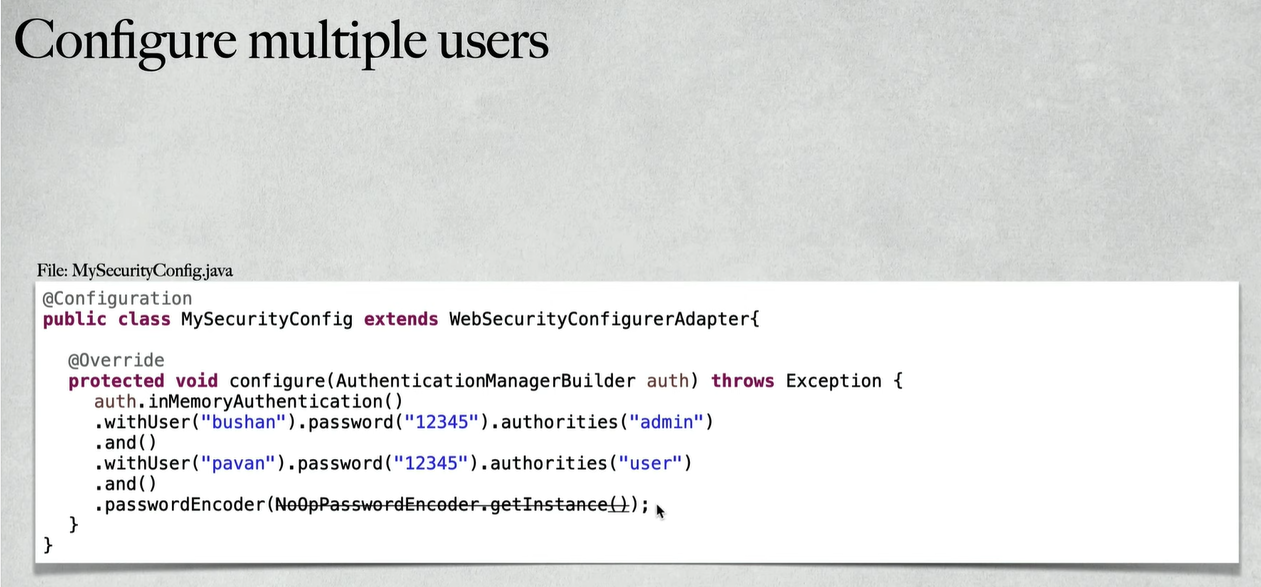 Configure multiple users
File: MySecurityConfig.java
@Configuration
public class MySecurityConfig extends WebSecurityConfigurerAdapter{
@Override
protected void configure(AuthenticationManagerBuilder auth) throws Exception {
auth.inMemoryAuthentication()
.withUser("bushan").password("12345").authorities("admin")
.and()
.withUser("pavan").password("12345").authorities("user")
.and()
.passwordEncoder(NoOpPasswordEncoder.getInstance());
}
}